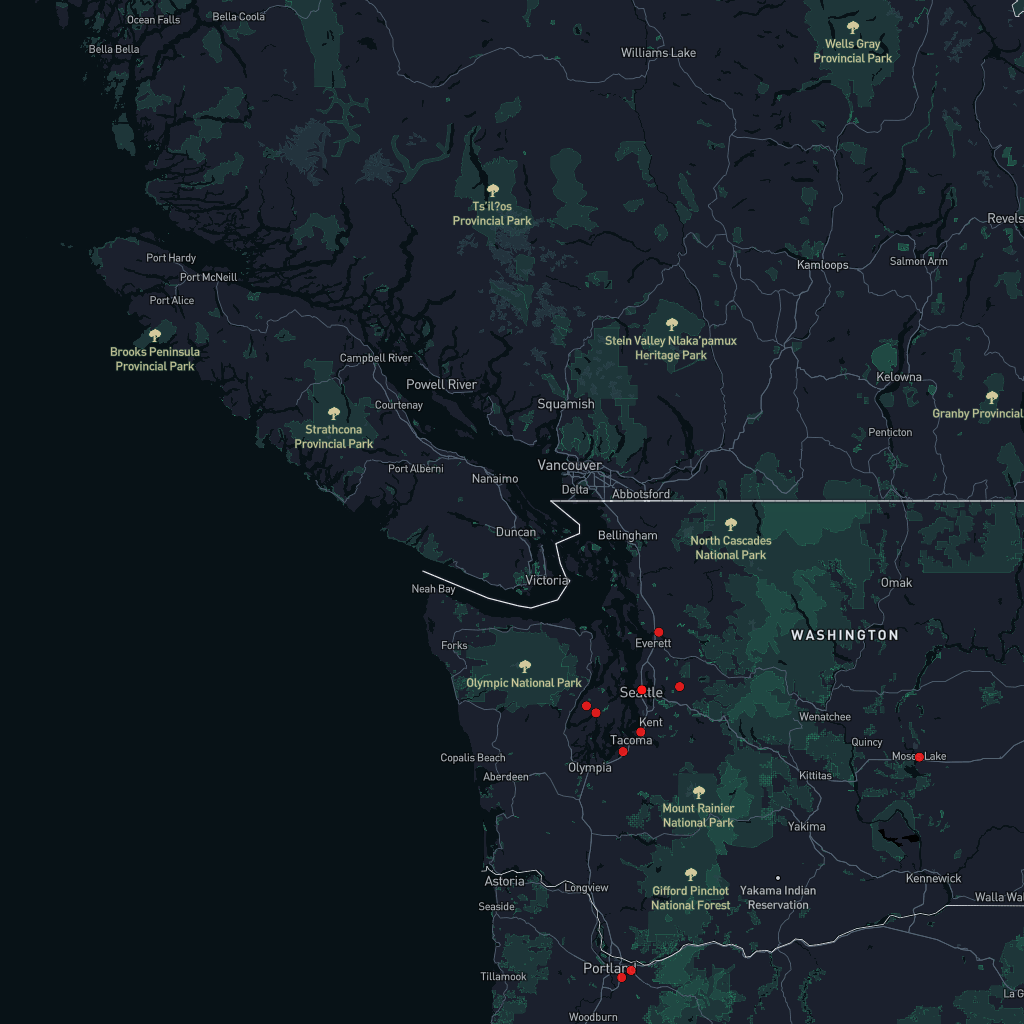 Ocean Falls
Bella Coola
Bella Bella
Williams Lake
Wells Gray
Provincial Park
Ts'il?os
Provincial Park
Port Hardy
Port McNeill
Port Alice
Kamloops
Salmon Arm
Revels
Brooks Peninsula
Provincial Park
Campbell River
Powell River
Stein Valley Nlaka'pamux
Heritage Park
Courtenay
Squamish
Kelowna
Granby Provincial
Strathcona
Provincial Park
Penticton
Port Alberni
Nanaimo
Vancouver
Delta
Abbotsford
Duncan
Bellingham
North Cascades
National Park
Victoria
Neah Bay
Omak
WASHINGTON
Forks
Everett
Olympic National Park
Seattle
Kent
Wenatchee
Tacoma
Quincy
Copalis Beach
Olympia
Moses Lake
Aberdeen
Kittitas
Mount Rainier
National Park
Yakima
Astoria
Longview
Gifford Pinchot
National Forest
Yakama Indian
Reservation
Kennewick
Seaside
Walla Wal
Portland
Tillamook
La G
Woodburn